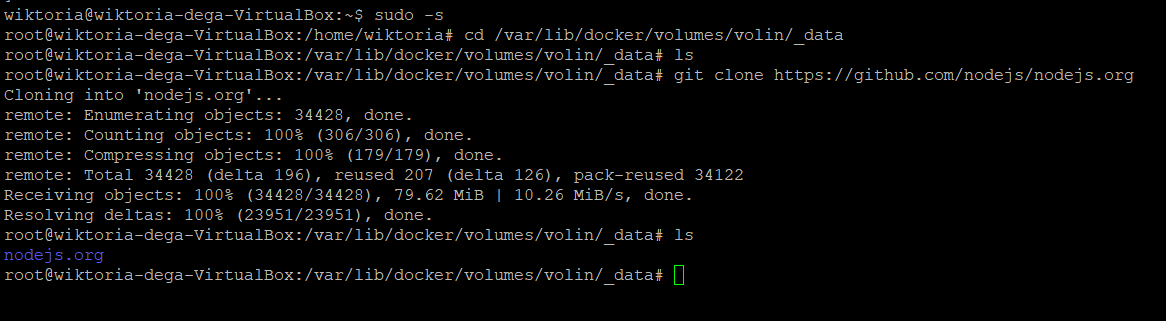 wiktoria@wiktoria-dega-VirtualBox:~$ sudo -s
root@wiktoria-dega-VirtualBox:/home/wiktoria# cd /var/lib/docker/volumes/volin/_data
root@wiktoria-dega-VirtualBox:/var/lib/docker/volumes/volin/_data# ls
root@wiktoria-dega-VirtualBox:/var/lib/docker/volumes/volin/_data# git clone https://github.com/nodejs/nodejs.org
Cloning into 'nodejs.org'...
remote: Enumerating objects: 34428, done.
remote: Counting objects: 100% (306/306), done.
remote: Compressing objects: 100% (179/179), done.
remote: Total 34428 (delta 196), reused 207 (delta 126), pack-reused 34122
Receiving objects: 100% (34428/34428), 79.62 MiB | 10.26 MiB/s, done.
Resolving deltas: 100% (23951/23951), done.
root@wiktoria-dega-VirtualBox:/var/lib/docker/volumes/volin/_data# ls
nodejs.org
root@wiktoria-dega-VirtualBox:/var/lib/docker/volumes/volin/_data#